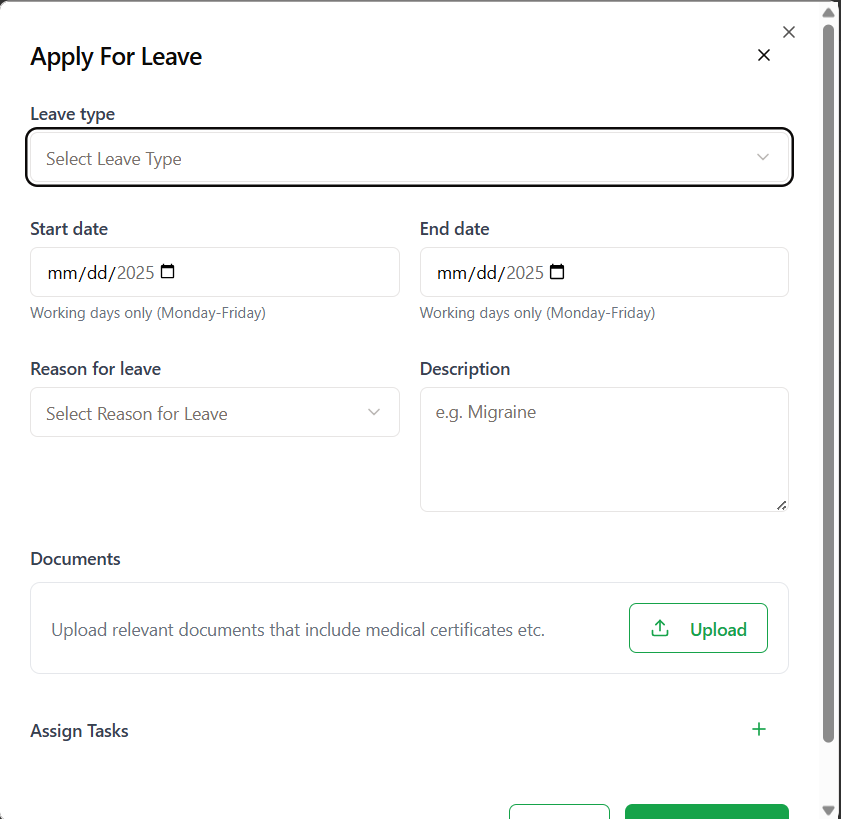 Apply For Leave
Leave type
Select Leave Type
Start date End date
mm/dd/2025 mm/dd/2025
Working days only (Monday-Friday) Working days only (Monday-Friday)
Reason for leave Description
Select Reason for Leave e.g. Migraine
Documents
Upload relevant documents that include medical certificates etc. Upload
Assign Tasks